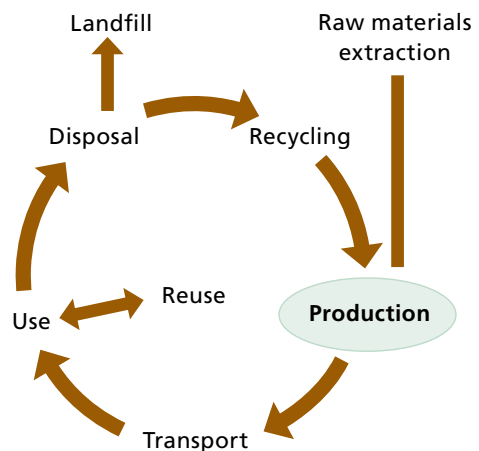 Landfill
Raw materials
extraction
Disposal
Recycling
Reuse
Production
Use
Transport